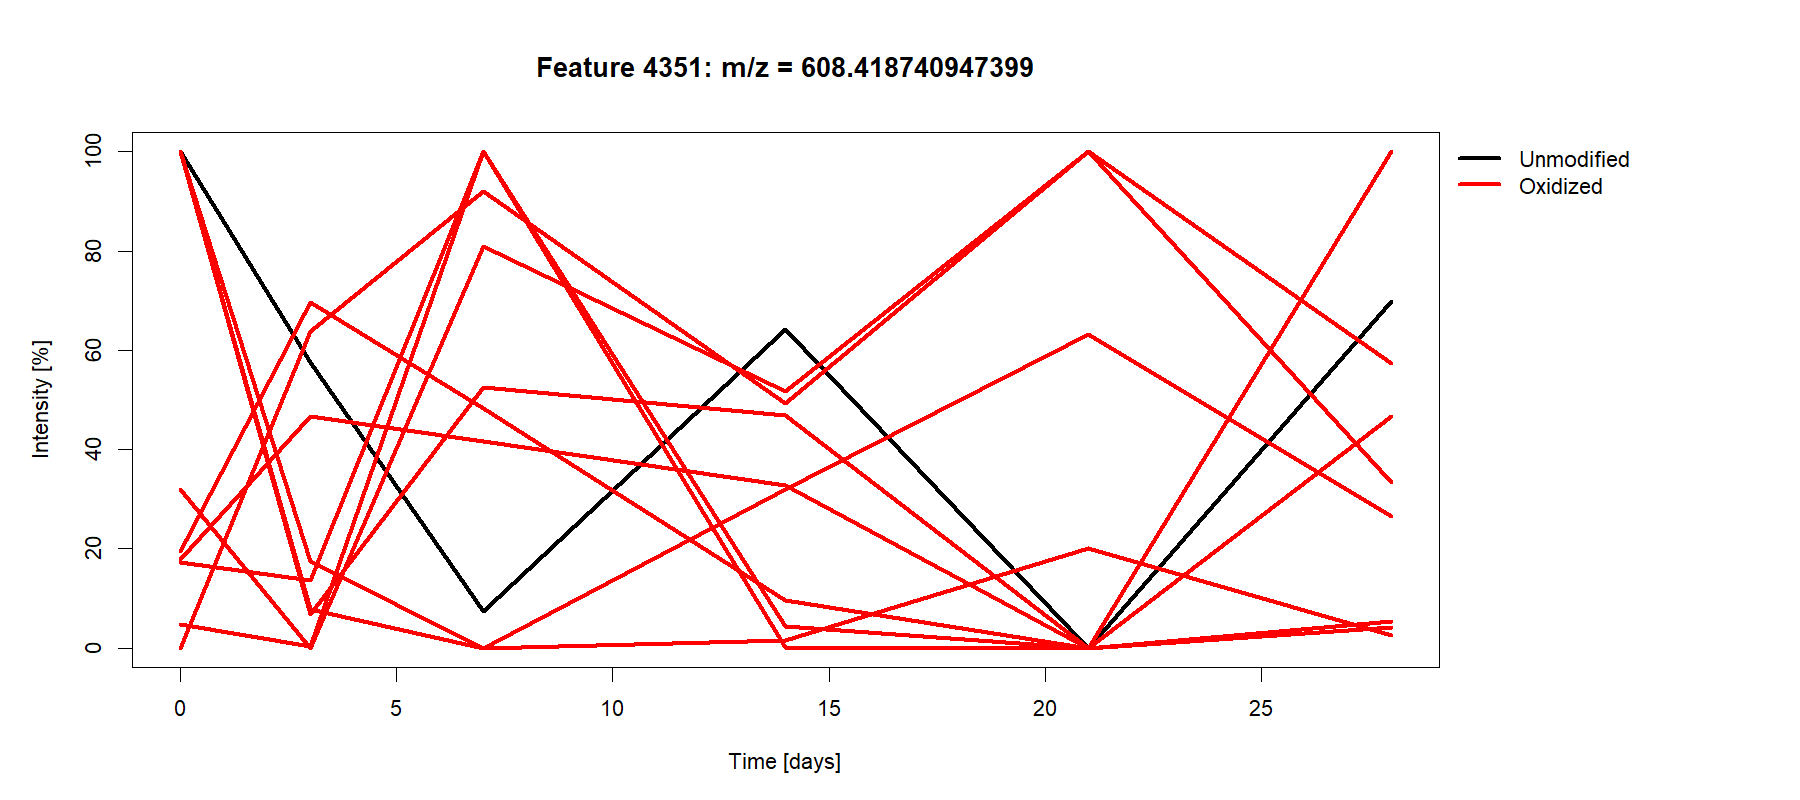 Feature 4351: m/z = 608.418740947399
Unmodified
Oxidized
Intensity [%]
100
80
60
40
20
0
0 5 10 15 20 25
Time [days]